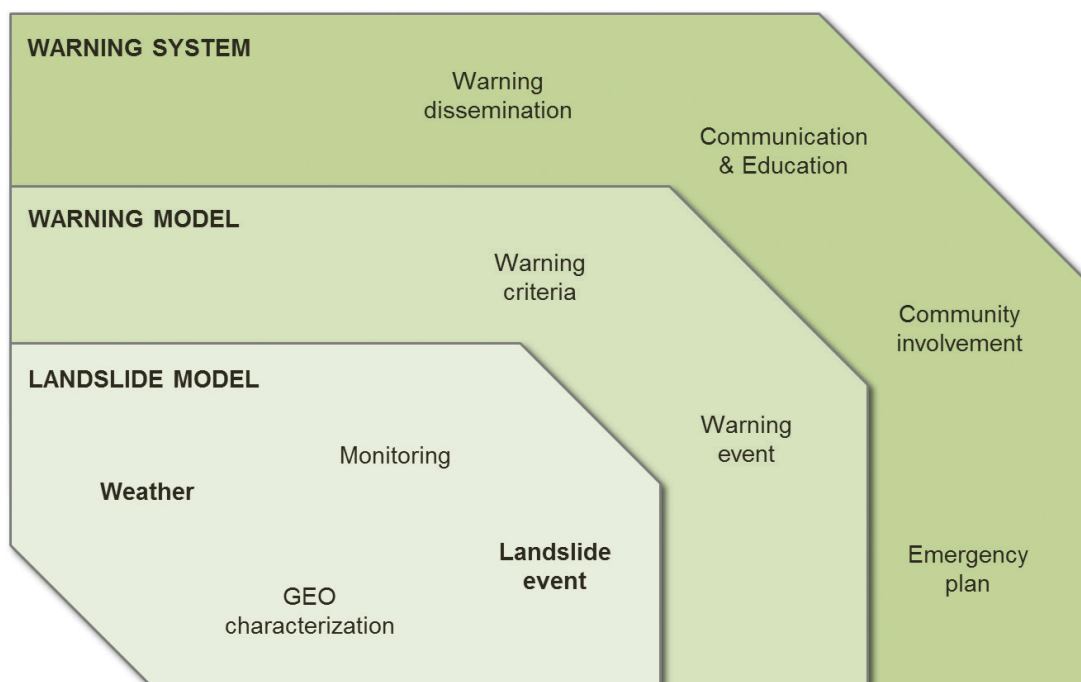 WARNING SYSTEM
Warning
dissemination
Communication
& Education
Community
involvement
Emergency
plan
WARNING MODEL
Warning
criteria
Warning
event
LANDSLIDE MODEL
Monitoring
Weather
Landslide
event
GEO
characterization